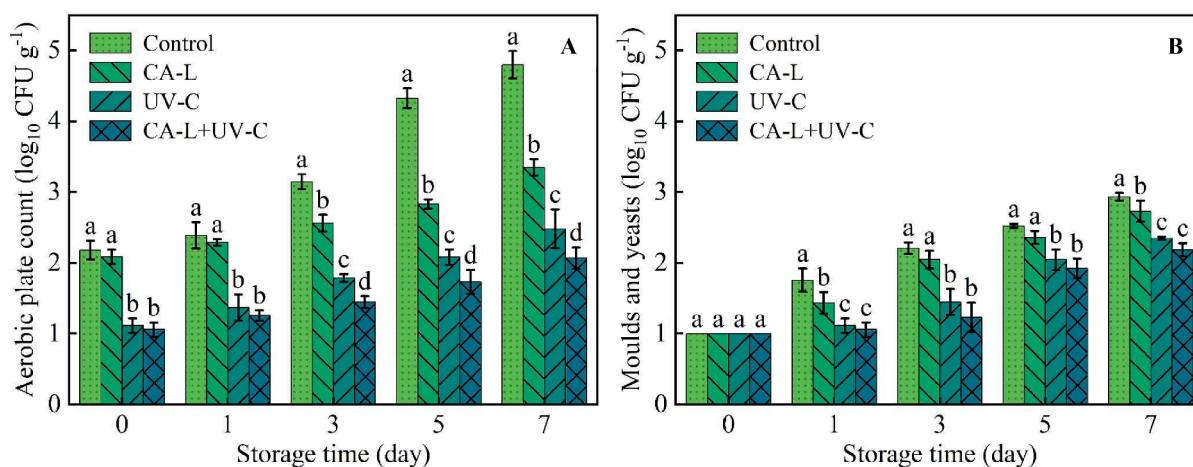 A
Control
CA-L
UV-C
CA-L+UV-C
Aerobic plate count (log₁₀ CFU g⁻¹)
5
4
3
2
1
0
a a b b
a a b b
a b c d
a b c d
a b c d
0 1 3 5 7
Storage time (day)
B
Control
CA-L
UV-C
CA-L+UV-C
Moulds and yeasts (log₁₀ CFU g⁻¹)
5
4
3
2
1
0
a a a a
a b c c
a a b b
a a b b
a b c c
0 1 3 5 7
Storage time (day)